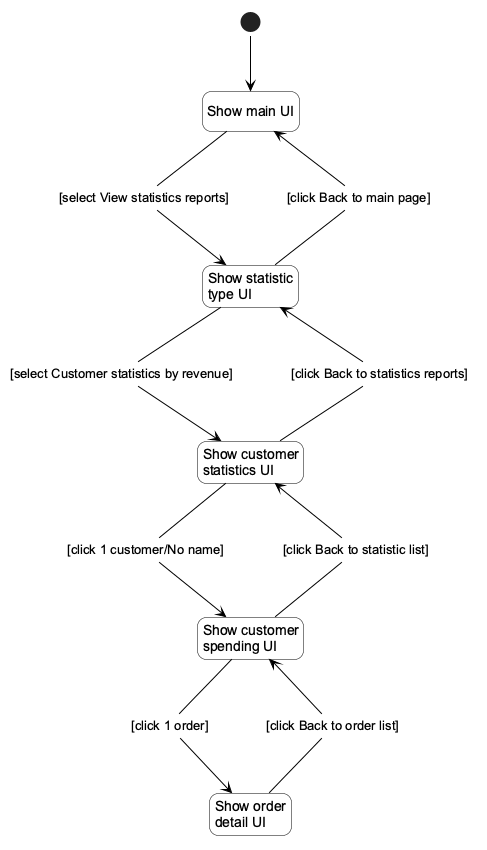 Show main UI
[select View statistics reports]
[click Back to main page]
Show statistic
type UI
[select Customer statistics by revenue]
[click Back to statistics reports]
Show customer
statistics UI
[click 1 customer/No name]
[click Back to statistic list]
Show customer
spending UI
[click 1 order]
[click Back to order list]
Show order
detail UI